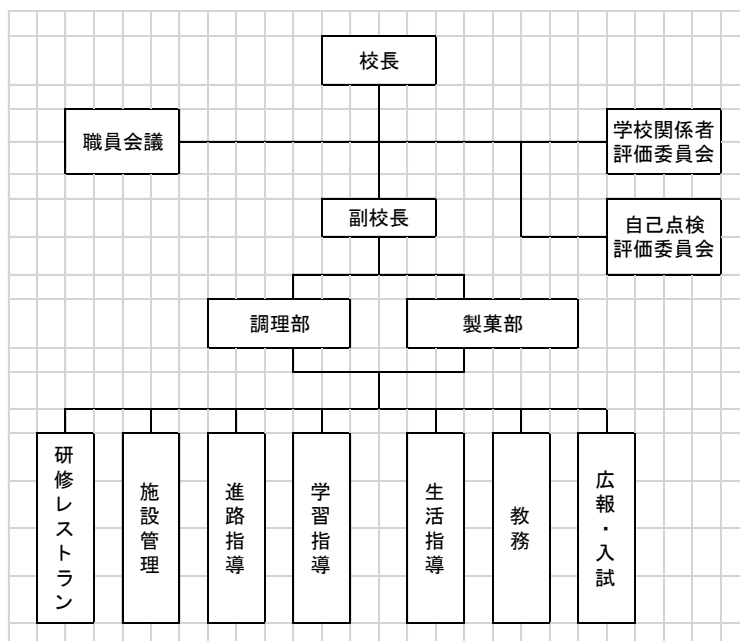 校長
職員会議
学校関係者
評価委員会
副校長
自己点検
評価委員会
調理部
製菓部
研修レストラン
施設管理
進路指導
学習指導
生活指導
教務
広報・入試